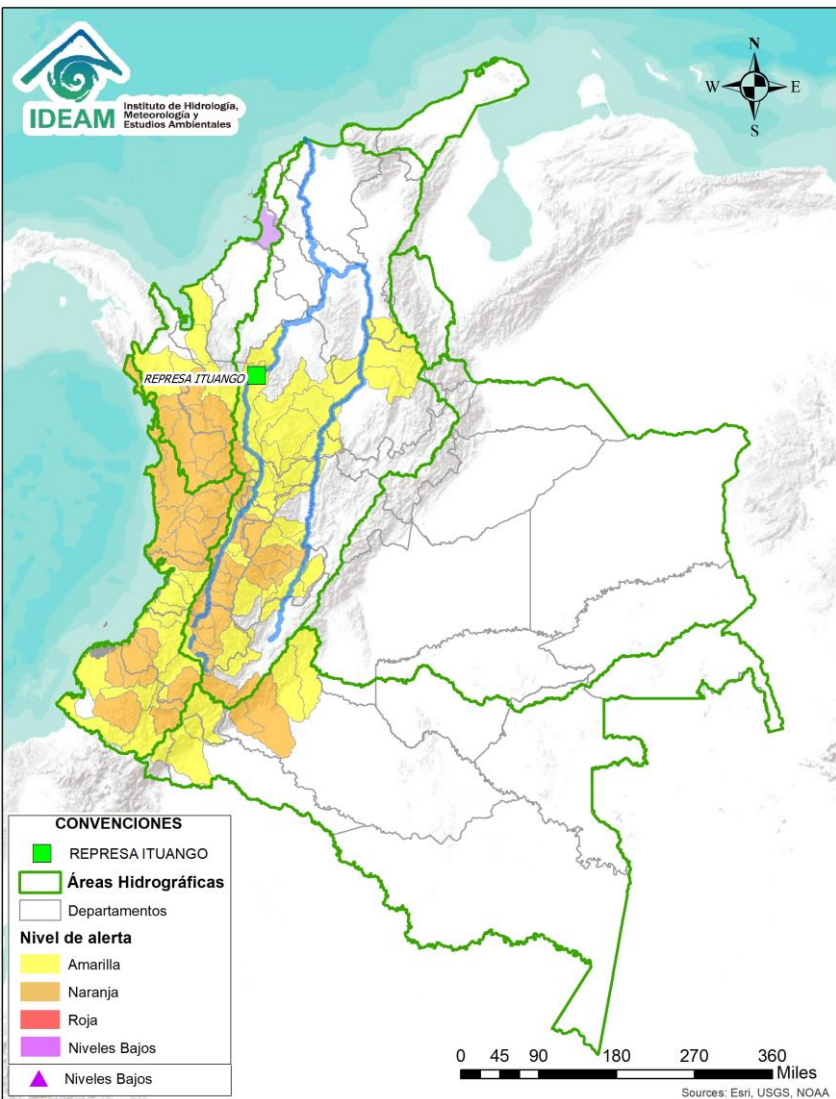 IDEAM
Instituto de Hidrología,
Meteorología y
Estudios Ambientales
N
W
E
S
REPRESA ITUANGO
CONVENCIONES
REPRESA ITUANGO
Áreas Hidrográficas
Departamentos
Nivel de alerta
Amarilla
Naranja
Roja
Niveles Bajos
Niveles Bajos
0 45 90 180 270 360
Miles
Sources: Esri, USGS, NOAA